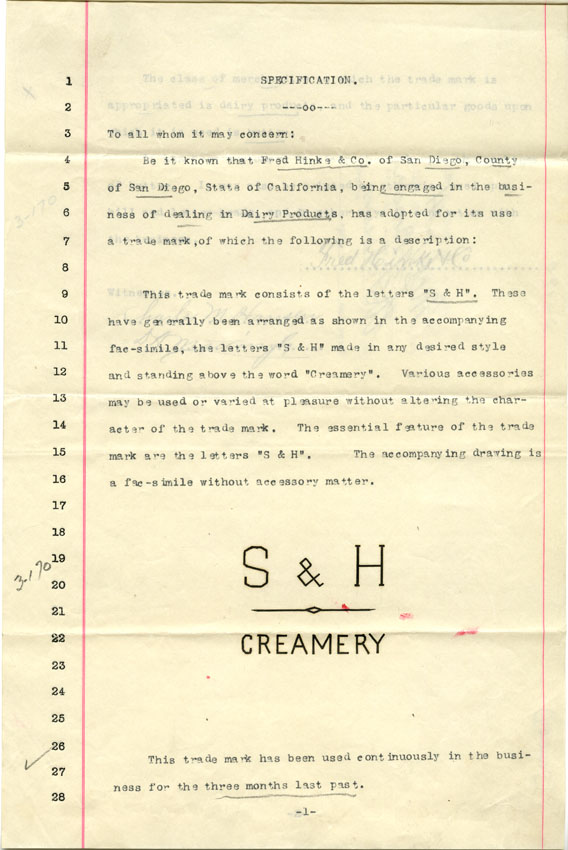 SPECIFICATION.
---oo---
1
2
3 To all whom it may concern:
4 Be it known that Fred Hinke & Co. of San Diego, County
5 of San Diego, State of California, being engaged in the busi-
6 ness of dealing in Dairy Products, has adopted for its use
7 a trade mark, of which the following is a description:
8
9 This trade mark consists of the letters "S & H". These
10 have generally been arranged as shown in the accompanying
11 fac-simile, the letters "S & H" made in any desired style
12 and standing above the word "Creamery". Various accessories
13 may be used or varied at pleasure without altering the char-
14 acter of the trade mark. The essential feature of the trade
15 mark are the letters "S & H". The accompanying drawing is
16 a fac-simile without accessory matter.
17
18
19 S & H
3-170
20
21
22 CREAMERY
23
24
25
26 This trade mark has been used continuously in the busi-
27 ness for the three months last past.
28
-1-